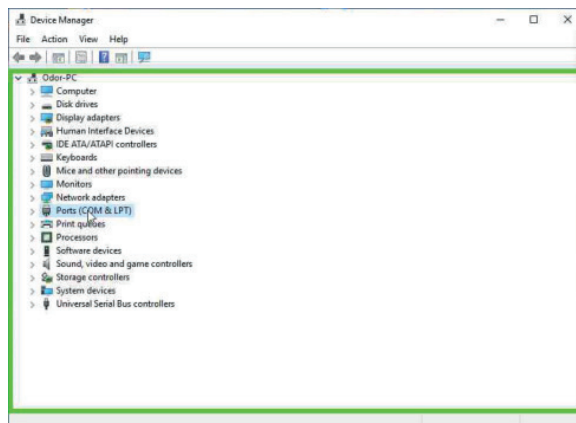 Device Manager
File Action View Help
Odor-PC
Computer
Disk drives
Display adapters
Human Interface Devices
IDE ATA/ATAPI controllers
Keyboards
Mice and other pointing devices
Monitors
Network adapters
Ports (COM & LPT)
Print queues
Processors
Software devices
Sound, video and game controllers
Storage controllers
System devices
Universal Serial Bus controllers